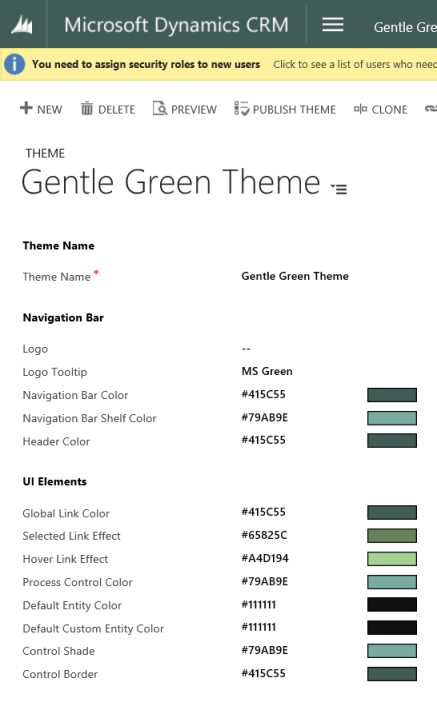 Microsoft Dynamics CRM Gentle Gre
You need to assign security roles to new users Click to see a list of users who need
NEW DELETE PREVIEW PUBLISH THEME CLONE
THEME
Gentle Green Theme
Theme Name
Theme Name * Gentle Green Theme
Navigation Bar
Logo --
Logo Tooltip MS Green
Navigation Bar Color #415C55
Navigation Bar Shelf Color #79AB9E
Header Color #415C55
UI Elements
Global Link Color #415C55
Selected Link Effect #65825C
Hover Link Effect #A4D194
Process Control Color #79AB9E
Default Entity Color #111111
Default Custom Entity Color #111111
Control Shade #79AB9E
Control Border #415C55